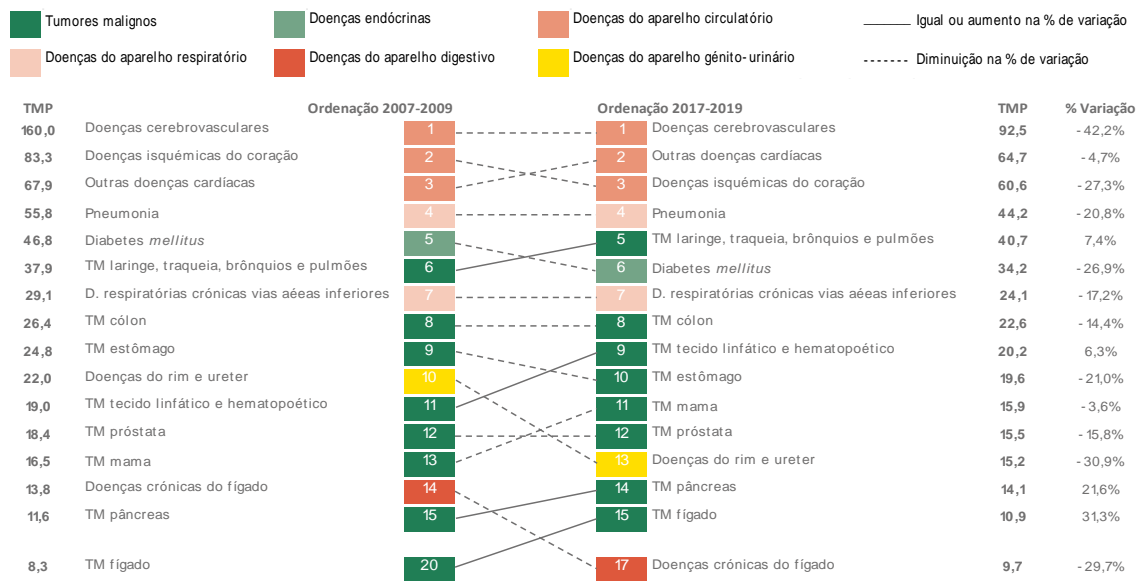 Tumores malignos Doenças endócrinas Doenças do aparelho circulatório Igual ou aumento na % de variação
Doenças do aparelho respiratório Doenças do aparelho digestivo Doenças do aparelho génito-urinário Diminuição na % de variação
TMP Ordenação 2007-2009 Ordenação 2017-2019 TMP % Variação
160,0 Doenças cerebrovasculares 1 1 Doenças cerebrovasculares 92,5 -42,2%
83,3 Doenças isquémicas do coração 2 2 Outras doenças cardíacas 64,7 -4,7%
67,9 Outras doenças cardíacas 3 3 Doenças isquémicas do coração 60,6 -27,3%
55,8 Pneumonia 4 4 Pneumonia 44,2 -20,8%
46,8 Diabetes mellitus 5 5 TM laringe, traqueia, brônquios e pulmões 40,7 7,4%
37,9 TM laringe, traqueia, brônquios e pulmões 6 6 Diabetes mellitus 34,2 -26,9%
29,1 D. respiratórias crónicas vias aéeas inferiores 7 7 D. respiratórias crónicas vias aéeas inferiores 24,1 -17,2%
26,4 TM cólon 8 8 TM cólon 22,6 -14,4%
24,8 TM estômago 9 9 TM tecido linfático e hematopoético 20,2 6,3%
22,0 Doenças do rim e ureter 10 10 TM estômago 19,6 -21,0%
19,0 TM tecido linfático e hematopoético 11 11 TM mama 15,9 -3,6%
18,4 TM próstata 12 12 TM próstata 15,5 -15,8%
16,5 TM mama 13 13 Doenças do rim e ureter 15,2 -30,9%
13,8 Doenças crónicas do fígado 14 14 TM pâncreas 14,1 21,6%
11,6 TM pâncreas 15 15 TM fígado 10,9 31,3%
8,3 TM fígado 20 17 Doenças crónicas do fígado 9,7 -29,7%